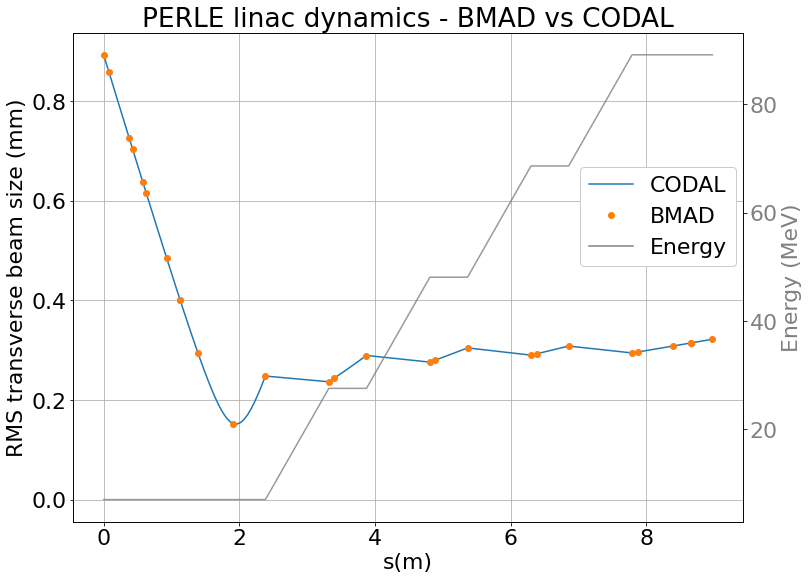 PERLE linac dynamics - BMAD vs CODAL
RMS transverse beam size (mm)
0.8
0.6
0.4
0.2
0.0
CODAL
BMAD
Energy
80
60
40
20
Energy (MeV)
0 2 4 6 8
s(m)